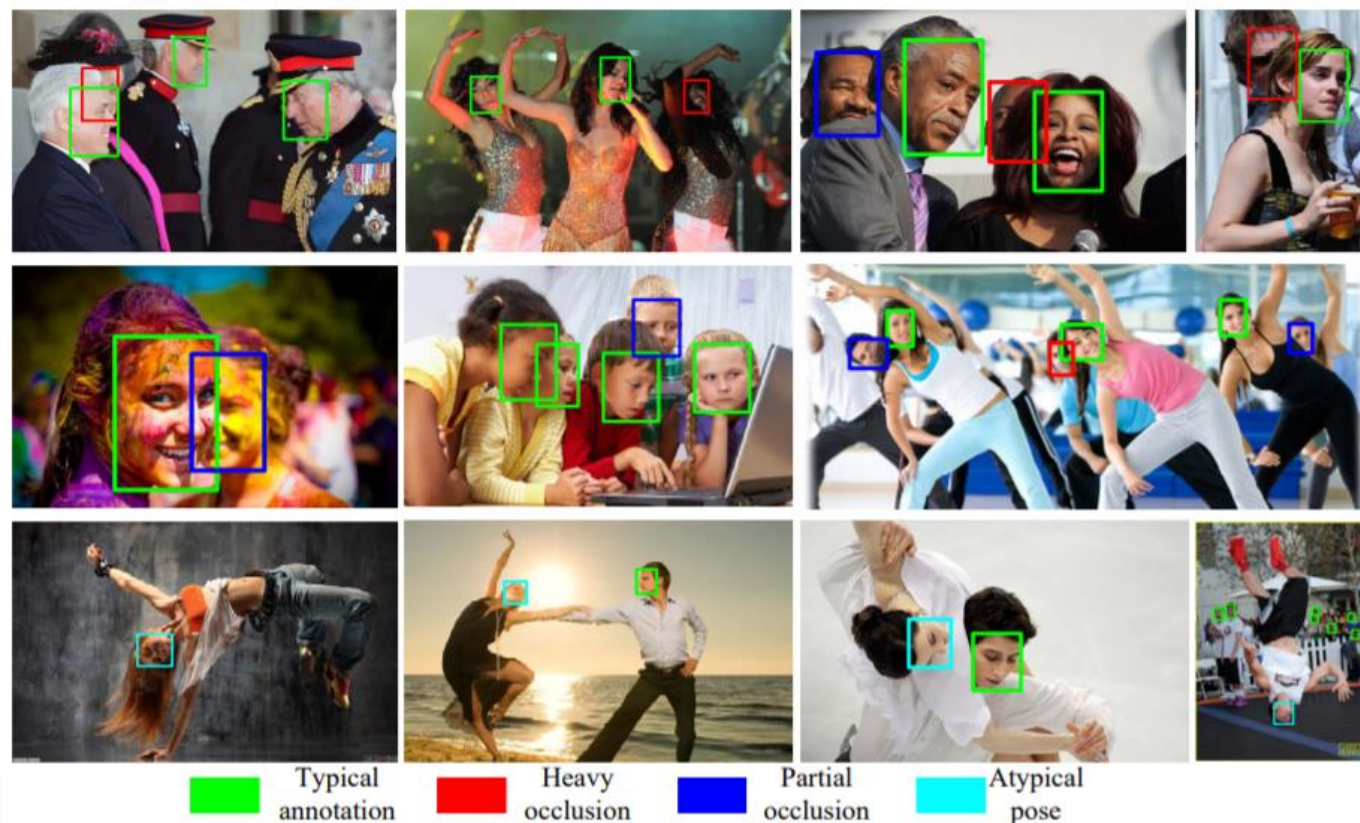 Typical
annotation
Heavy
occlusion
Partial
occlusion
Atypical
pose